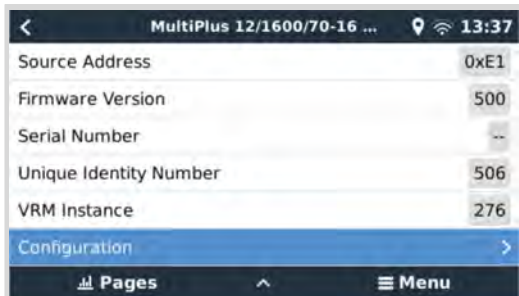 MultiPlus 12/1600/70-16 ... 13:37
Source Address 0xE1
Firmware Version 500
Serial Number --
Unique Identity Number 506
VRM Instance 276
Configuration
Pages Menu